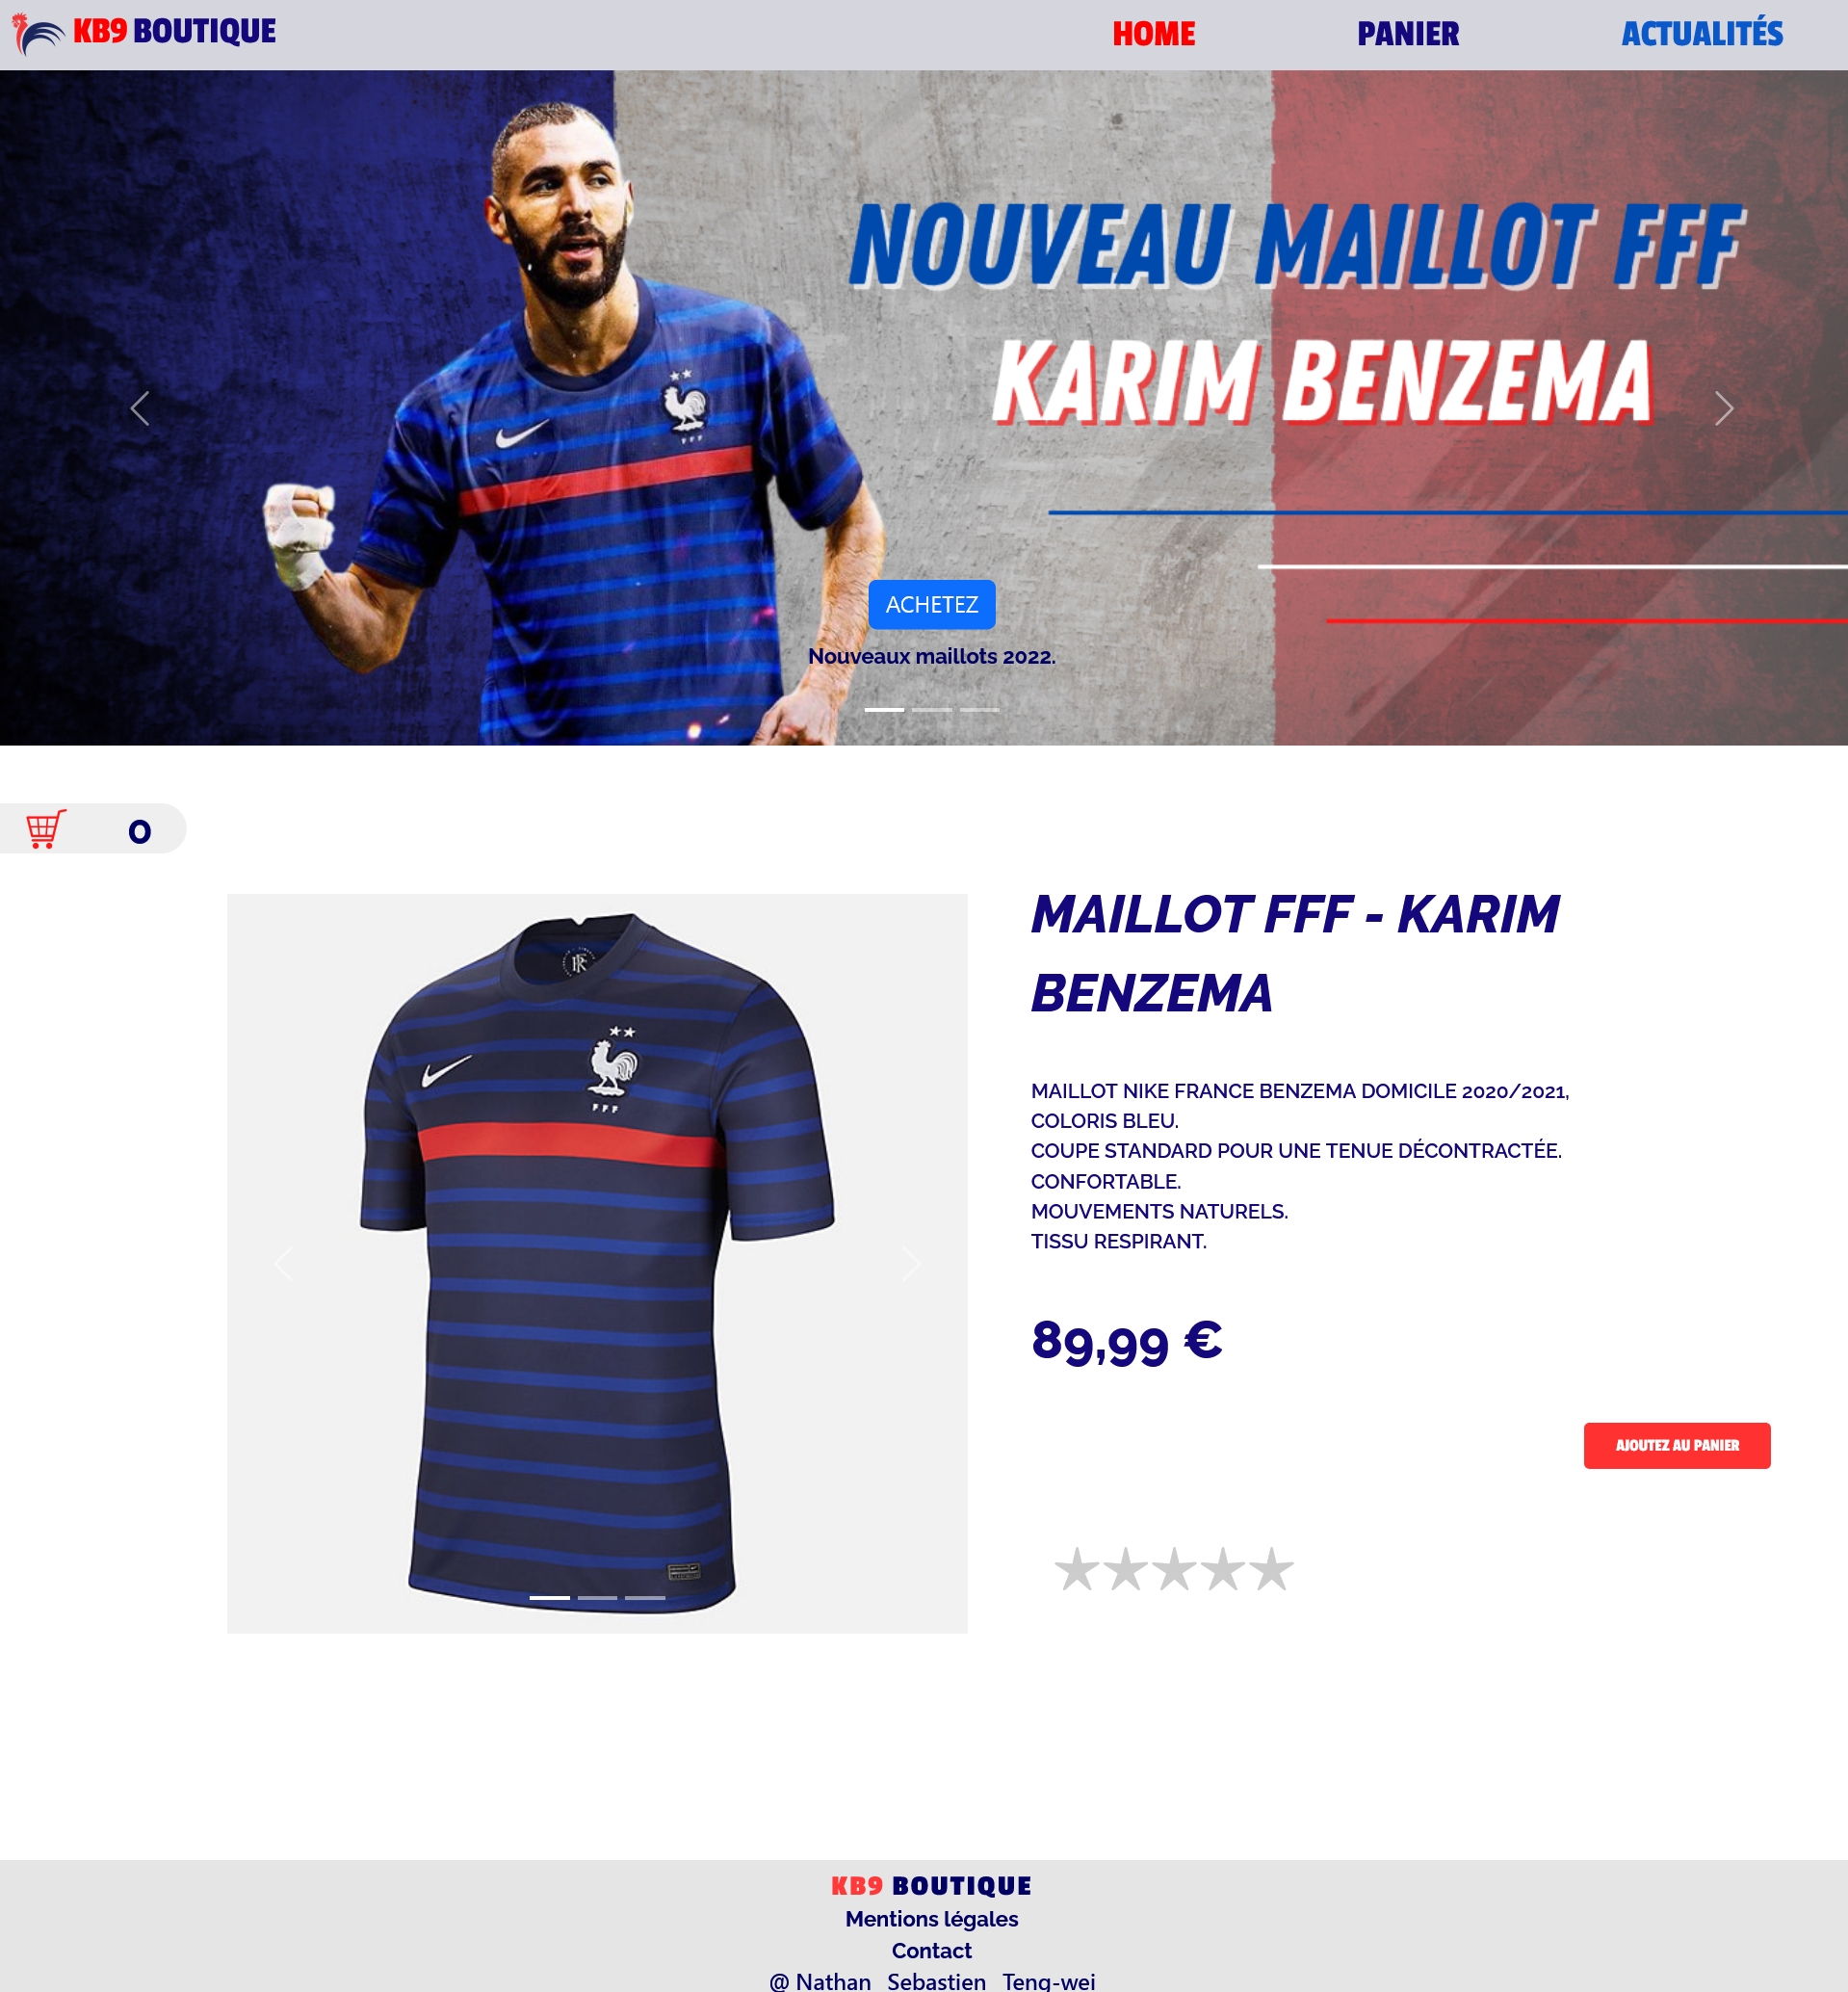 KB9 BOUTIQUE
HOME
PANIER
ACTUALITÉS
NOUVEAU MAILLOT FFF
KARIM BENZEMA
FFF
ACHETEZ
Nouveaux maillots 2022.
0
MAILLOT FFF - KARIM
BENZEMA
FFF
MAILLOT NIKE FRANCE BENZEMA DOMICILE 2020/2021,
COLORIS BLEU.
COUPE STANDARD POUR UNE TENUE DÉCONTRACTÉE.
CONFORTABLE.
MOUVEMENTS NATURELS.
TISSU RESPIRANT.
89,99 €
AJOUTEZ AU PANIER
KB9 BOUTIQUE
Mentions légales
Contact
@ Nathan Sebastien Teng-wei